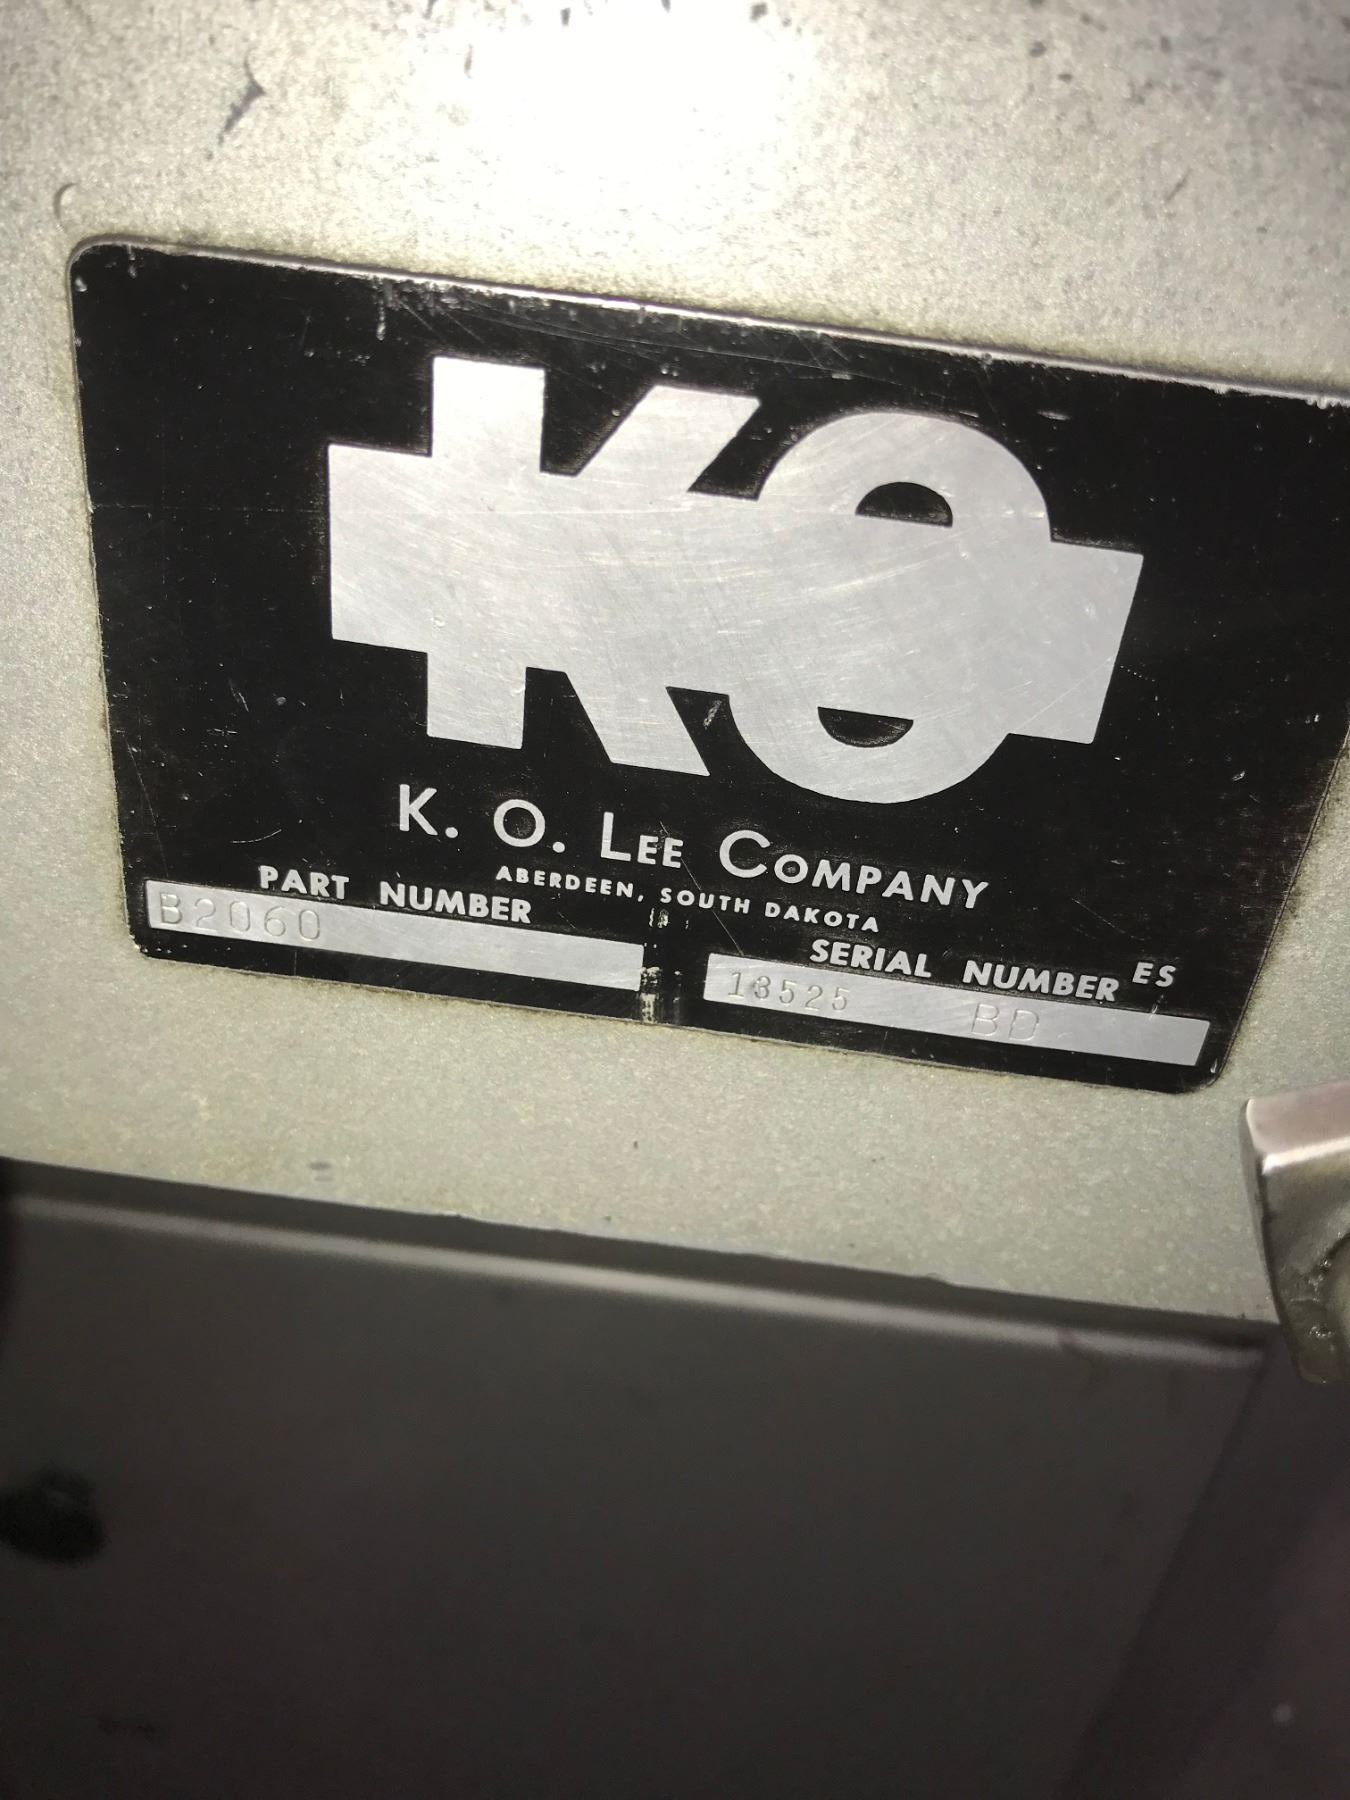 KO
K. O. LEE COMPANY
ABERDEEN, SOUTH DAKOTA
PART NUMBER
B2060
SERIAL NUMBER ES
13525 BD